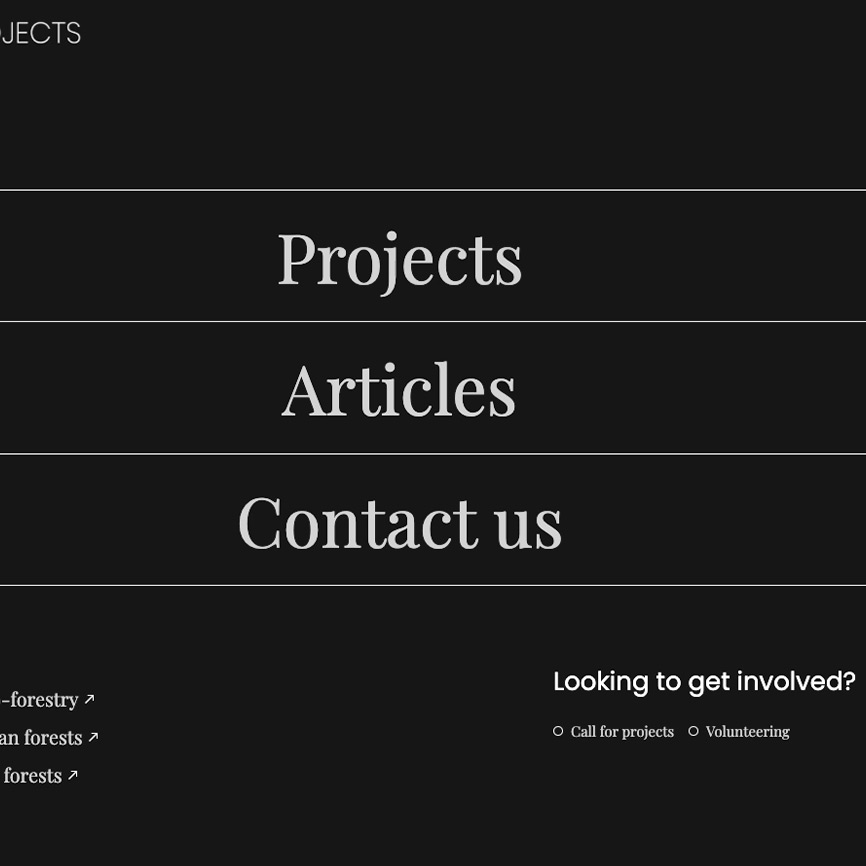 JECTS
Projects
Articles
Contact us
-forestry ↗
an forests ↗
forests ↗
Looking to get involved?
Call for projects
Volunteering